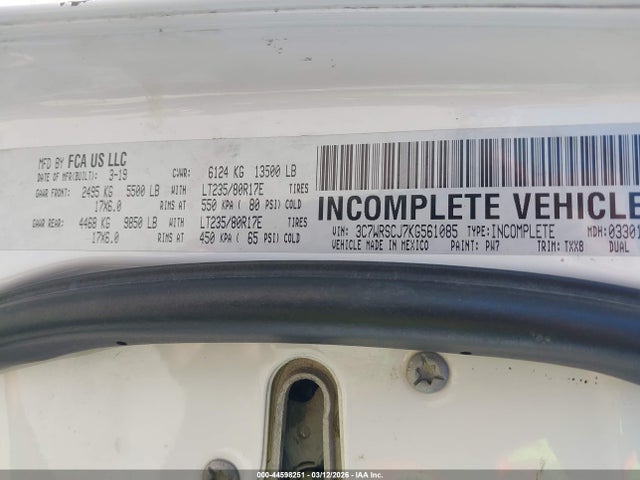 MFD BY FCA US LLC
DATE OF MFR(BUILT): 3-19 GVWR: 6124 KG 13500 LB
GAWR FRONT: 2495 KG 5500 LB WITH LT235/80R17E TIRES
17X6.0 RIMS AT 550 KPA ( 80 PSI) COLD
GAWR REAR: 4468 KG 9850 LB WITH LT235/80R17E TIRES
17X6.0 RIMS AT 450 KPA ( 65 PSI) COLD
INCOMPLETE VEHICLE
VIN: 3C7WRSCJ7KG561085 TYPE: INCOMPLETE MDH: 03301
VEHICLE MADE IN MEXICO PAINT: PW7 TRIM: TXX8 DUAL
000-44598251 - 03/12/2026 - IAA, Inc.